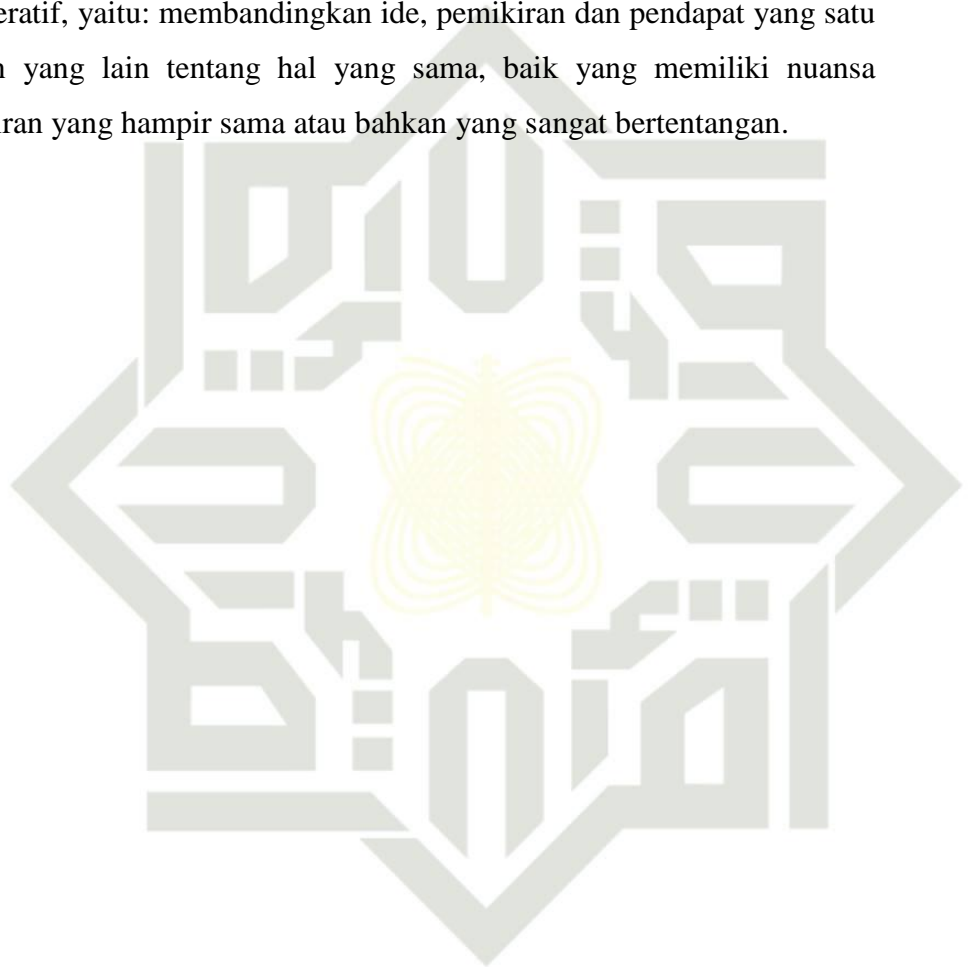 eratif, yaitu: membandingkan ide, pemikiran dan pendapat yang satu
n yang lain tentang hal yang sama, baik yang memiliki nuansa
iran yang hampir sama atau bahkan yang sangat bertentangan.